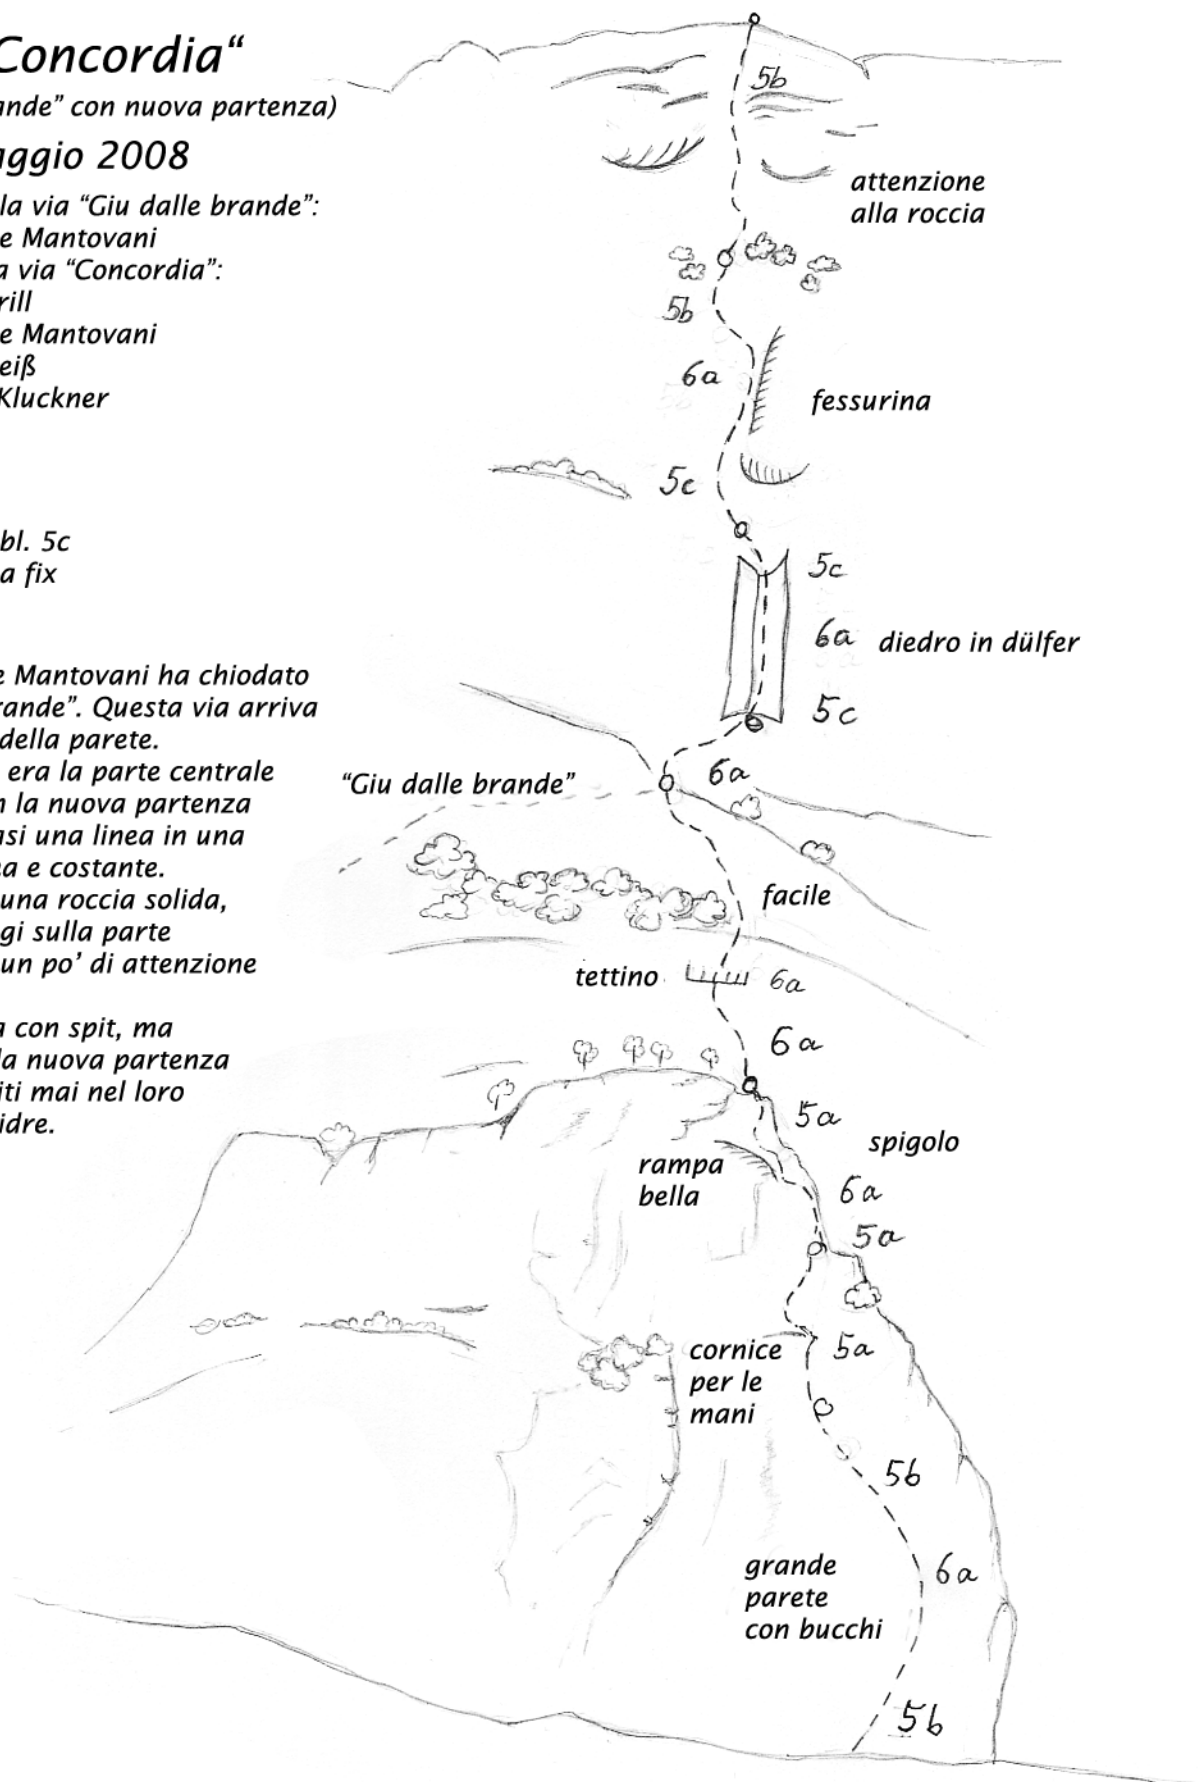 Concordia“
ande” con nuova partenza)
aggio 2008
la via “Giu dalle brande”:
e Mantovani
a via “Concordia”:
rill
e Mantovani
eiß
Kluckner
bl. 5c
a fix
e Mantovani ha chiodato
rande”. Questa via arriva
della parete.
era la parte centrale
n la nuova partenza
asi una linea in una
na e costante.
una roccia solida,
gi sulla parte
un po’ di attenzione
a con spit, ma
la nuova partenza
iti mai nel loro
idre.
5b
attenzione
alla roccia
5b
6a
fessurina
5c
5c
6a diedro in dülfer
5c
6a
“Giu dalle brande”
facile
tettino
6a
6a
5a
spigolo
rampa
bella
6a
5a
cornice
per le
mani
5a
5b
grande
parete
con bucchi
6a
5b